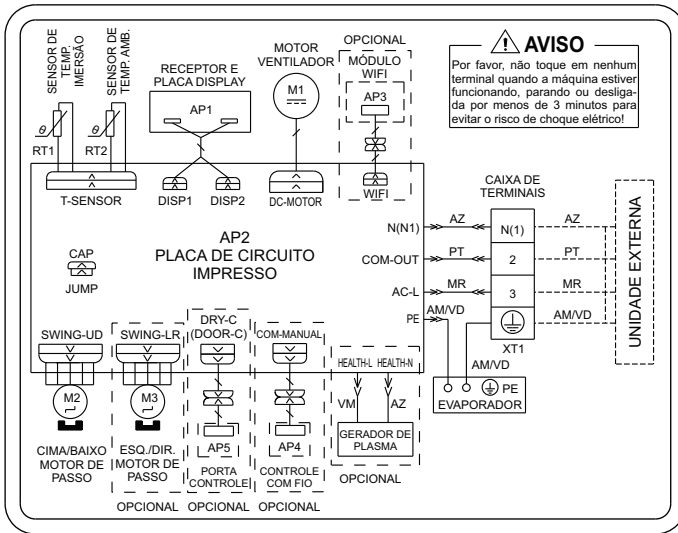 SENSOR DE
TEMP.
IMERSÃO
SENSOR DE
TEMP. AMB.
θ
RT1
θ
RT2
T-SENSOR
RECEPTOR E
PLACA DISPLAY
AP1
DISP1
DISP2
MOTOR
VENTILADOR
M1
DC-MOTOR
OPCIONAL
MÓDULO
WIFI
AP3
WIFI
AVISO
Por favor, não toque em nenhum
terminal quando a máquina estiver
funcionando, parando ou desliga-
da por menos de 3 minutos para
evitar o risco de choque elétrico!
AP2
PLACA DE CIRCUITO
IMPRESSO
CAP
JUMP
N(N1)
AZ
COM-OUT
PT
AC-L
MR
PE
AM/VD
CAIXA DE
TERMINAIS
N(1)
2
3
XT1
AZ
PT
MR
AM/VD
UNIDADE EXTERNA
AM/VD
PE
EVAPORADOR
SWING-UD
M2
CIMA/BAIXO
MOTOR DE
PASSO
SWING-LR
M3
ESQ./DIR.
MOTOR DE
PASSO
OPCIONAL
DRY-C
(DOOR-C)
AP5
PORTA
CONTROLE
OPCIONAL
COM-MANUAL
AP4
CONTROLE
COM FIO
OPCIONAL
HEALTH-L
HEALTH-N
VM
AZ
GERADOR DE
PLASMA
OPCIONAL